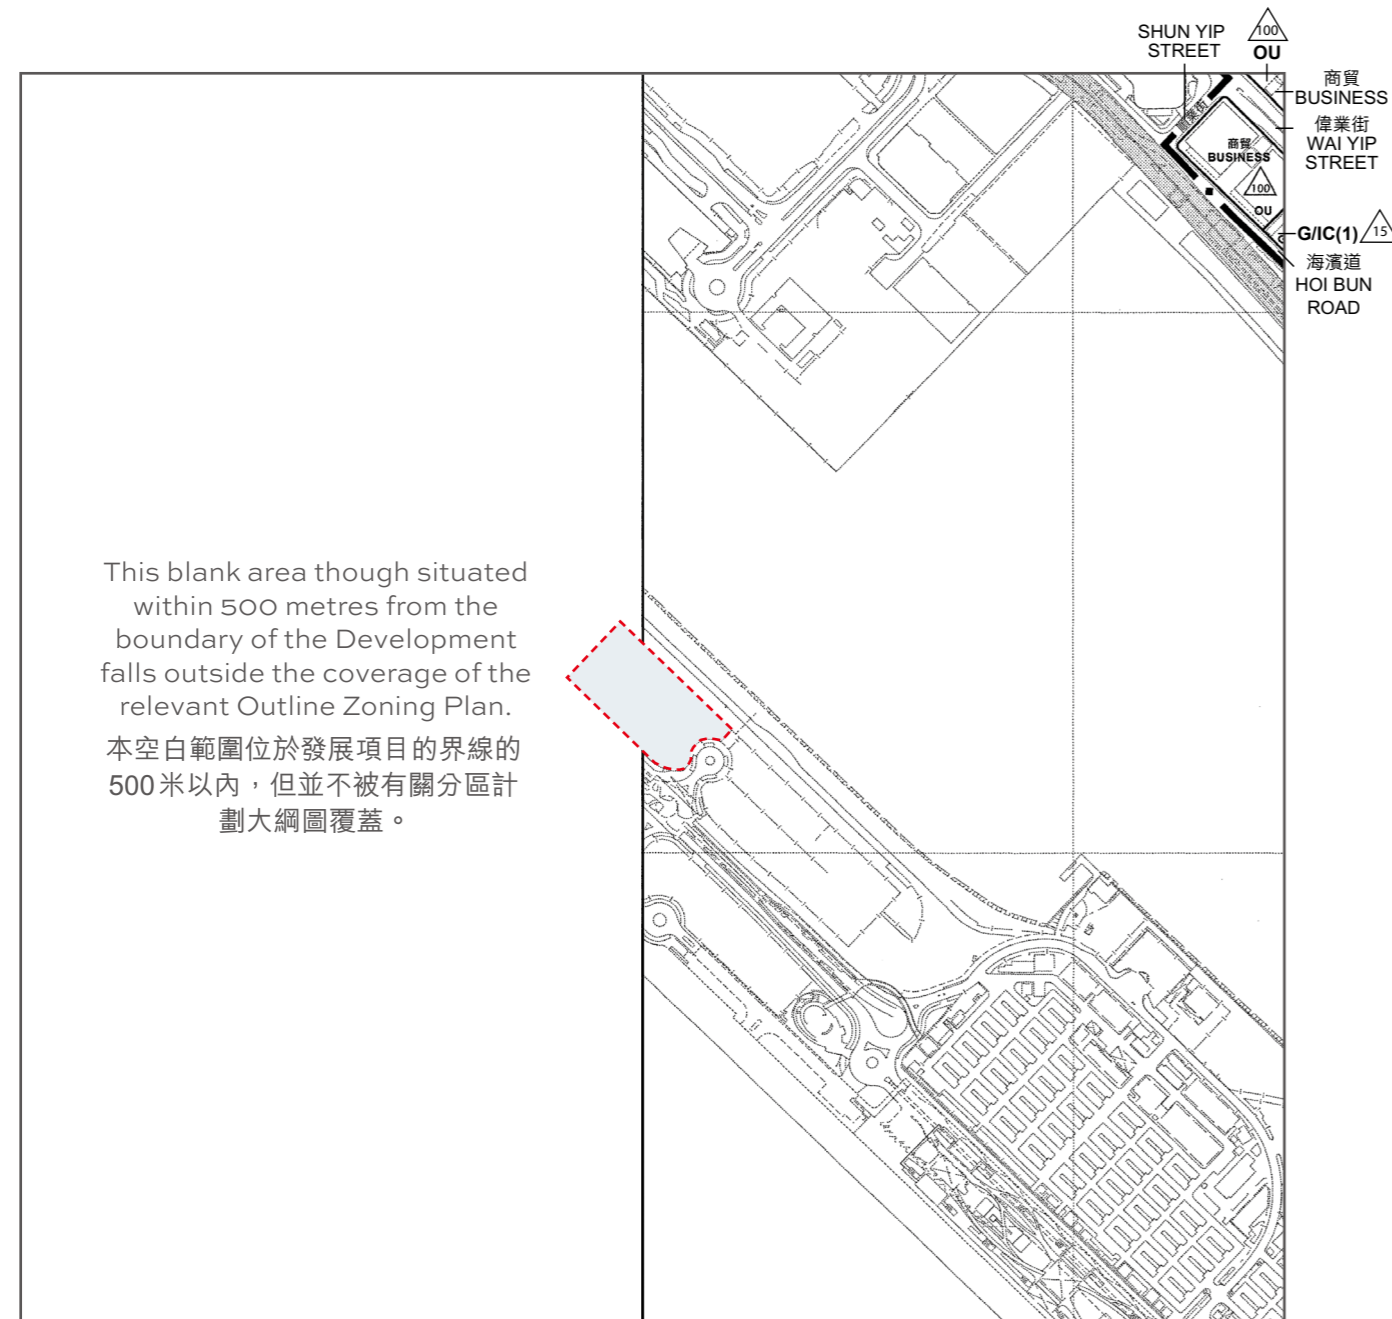 SHUN YIP
STREET
100
OU
商貿
BUSINESS
偉業街
WAI YIP
STREET
商貿
BUSINESS
100
OU
G/IC(1)
15
海濱道
HOI BUN
ROAD
This blank area though situated
within 500 metres from the
boundary of the Development
falls outside the coverage of the
relevant Outline Zoning Plan.
本空白範圍位於發展項目的界線的
500米以內，但並不被有關分區計
劃大綱圖覆蓋。